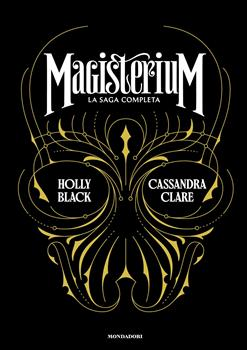 MAGISTERIUM
LA SAGA COMPLETA
HOLLY BLACK
CASSANDRA CLARE
MONDADORI